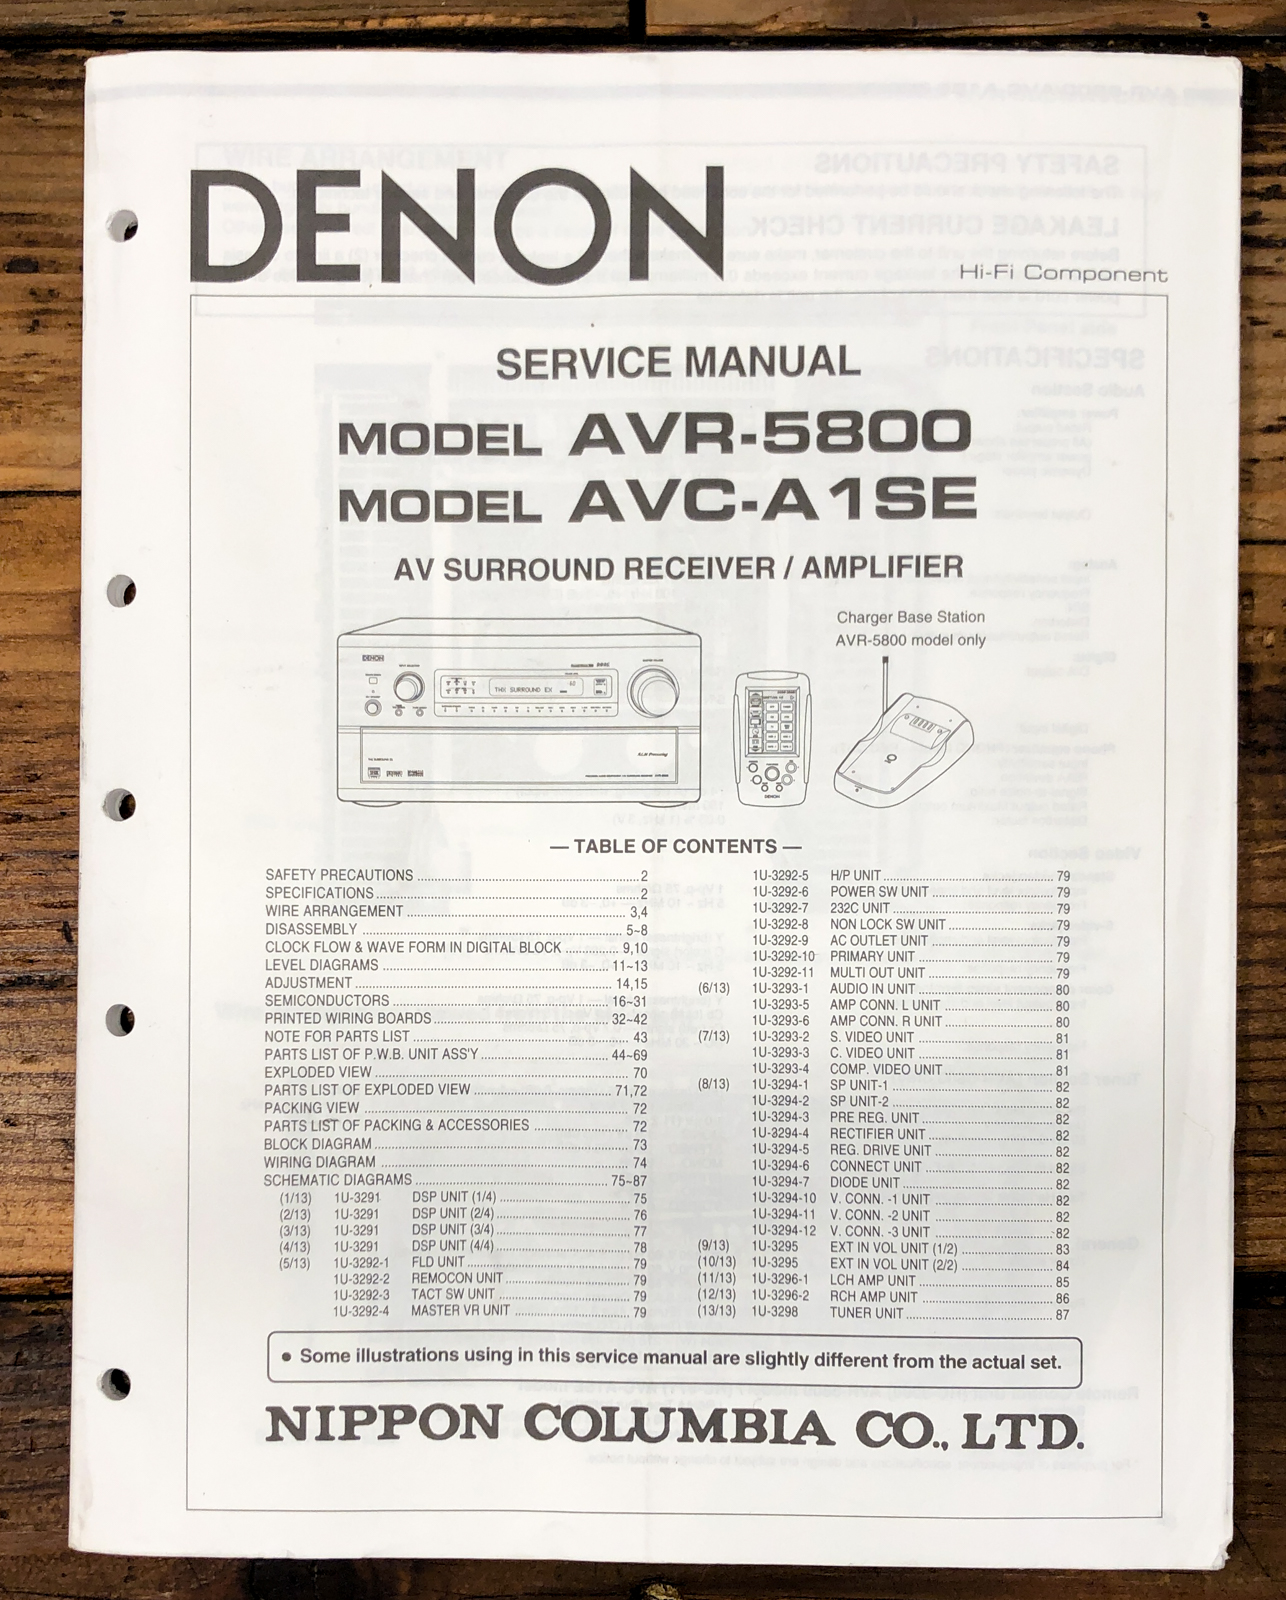 DENON
Hi-Fi Component
SERVICE MANUAL
MODEL AVR-5800
MODEL AVC-A1SE
AV SURROUND RECEIVER / AMPLIFIER
Charger Base Station
AVR-5800 model only
DENON
THX SURROUND EX
DENON
— TABLE OF CONTENTS —
SAFETY PRECAUTIONS ........ 2
SPECIFICATIONS ........ 2
WIRE ARRANGEMENT ........ 3,4
DISASSEMBLY ........ 5~8
CLOCK FLOW & WAVE FORM IN DIGITAL BLOCK ........ 9,10
LEVEL DIAGRAMS ........ 11~13
ADJUSTMENT ........ 14,15
SEMICONDUCTORS ........ 16~31
PRINTED WIRING BOARDS ........ 32~42
NOTE FOR PARTS LIST ........ 43
PARTS LIST OF P.W.B. UNIT ASS'Y ........ 44~69
EXPLODED VIEW ........ 70
PARTS LIST OF EXPLODED VIEW ........ 71,72
PACKING VIEW ........ 72
PARTS LIST OF PACKING & ACCESSORIES ........ 72
BLOCK DIAGRAM ........ 73
WIRING DIAGRAM ........ 74
SCHEMATIC DIAGRAMS ........ 75~87
(1/13) 1U-3291 DSP UNIT (1/4) ........ 75
(2/13) 1U-3291 DSP UNIT (2/4) ........ 76
(3/13) 1U-3291 DSP UNIT (3/4) ........ 77
(4/13) 1U-3291 DSP UNIT (4/4) ........ 78
(5/13) 1U-3292-1 FLD UNIT ........ 79
1U-3292-2 REMOCON UNIT ........ 79
1U-3292-3 TACT SW UNIT ........ 79
1U-3292-4 MASTER VR UNIT ........ 79
1U-3292-5 H/P UNIT ........ 79
1U-3292-6 POWER SW UNIT ........ 79
1U-3292-7 232C UNIT ........ 79
1U-3292-8 NON LOCK SW UNIT ........ 79
1U-3292-9 AC OUTLET UNIT ........ 79
1U-3292-10 PRIMARY UNIT ........ 79
1U-3292-11 MULTI OUT UNIT ........ 79
(6/13) 1U-3293-1 AUDIO IN UNIT ........ 80
1U-3293-5 AMP CONN. L UNIT ........ 80
1U-3293-6 AMP CONN. R UNIT ........ 80
(7/13) 1U-3293-2 S. VIDEO UNIT ........ 81
1U-3293-3 C. VIDEO UNIT ........ 81
1U-3293-4 COMP. VIDEO UNIT ........ 81
(8/13) 1U-3294-1 SP UNIT-1 ........ 82
1U-3294-2 SP UNIT-2 ........ 82
1U-3294-3 PRE REG. UNIT ........ 82
1U-3294-4 RECTIFIER UNIT ........ 82
1U-3294-5 REG. DRIVE UNIT ........ 82
1U-3294-6 CONNECT UNIT ........ 82
1U-3294-7 DIODE UNIT ........ 82
1U-3294-10 V. CONN. -1 UNIT ........ 82
1U-3294-11 V. CONN. -2 UNIT ........ 82
1U-3294-12 V. CONN. -3 UNIT ........ 82
(9/13) 1U-3295 EXT IN VOL UNIT (1/2) ........ 83
(10/13) 1U-3295 EXT IN VOL UNIT (2/2) ........ 84
(11/13) 1U-3296-1 LCH AMP UNIT ........ 85
(12/13) 1U-3296-2 RCH AMP UNIT ........ 86
(13/13) 1U-3298 TUNER UNIT ........ 87
● Some illustrations using in this service manual are slightly different from the actual set.
NIPPON COLUMBIA CO., LTD.